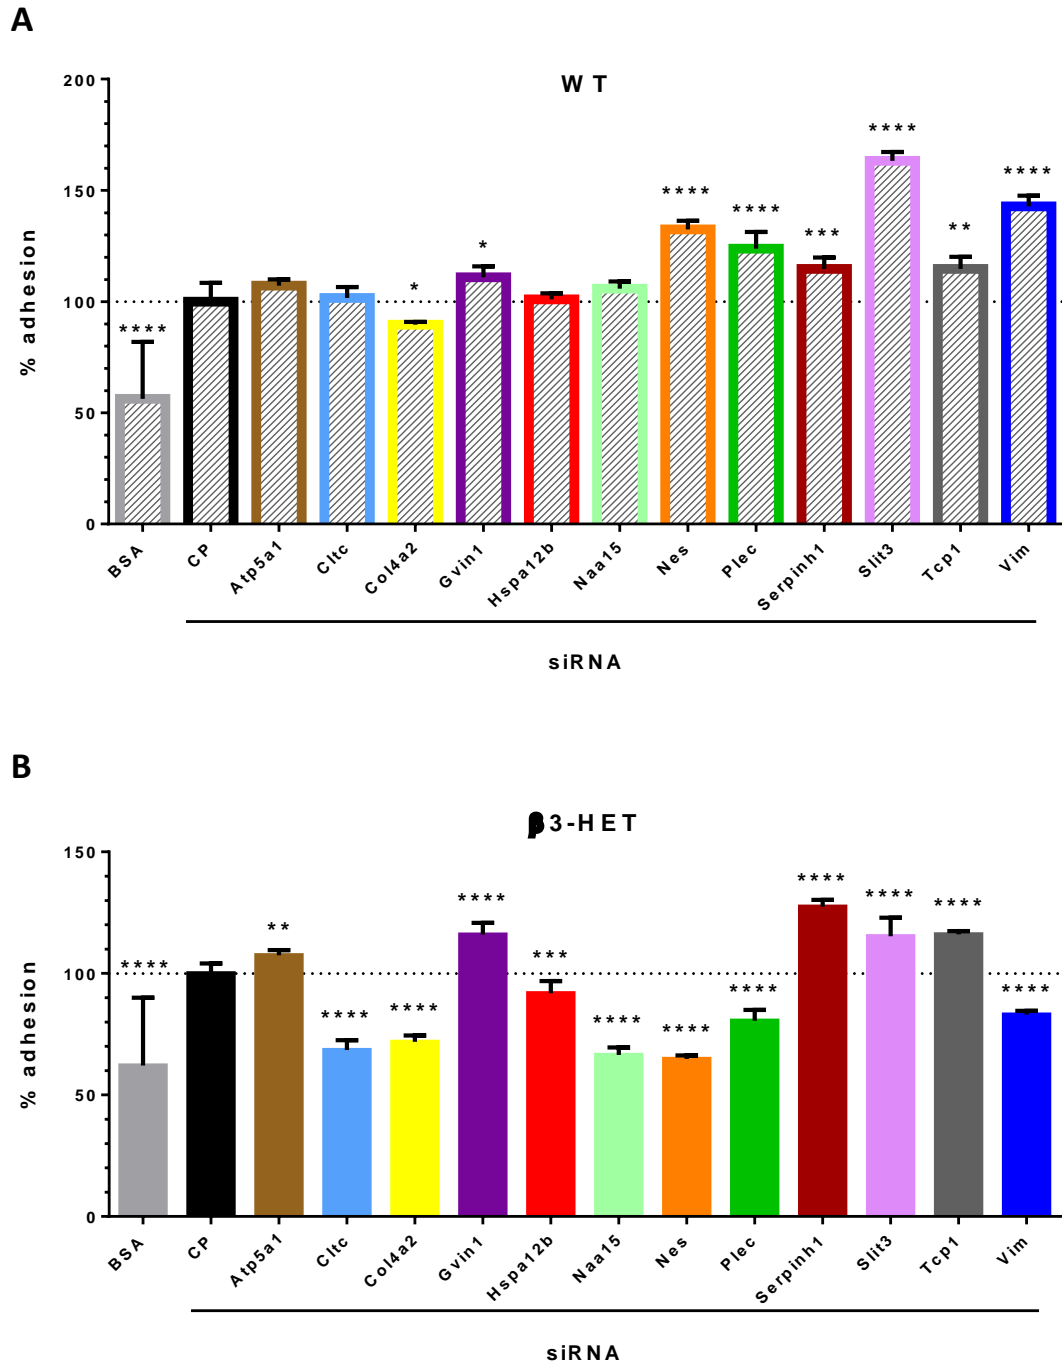 A
WT
200
150
100
50
0
% adhesion
****
*
*
****
****
***
****
**
****
BSA
CP
Atp5a1
Cltc
Col4a2
Gvin1
Hspa12b
Naa15
Nes
Plec
Serpinh1
Slit3
Tcp1
Vim
siRNA
B
β3-HET
150
100
50
0
% adhesion
****
**
****
****
****
***
****
****
****
****
****
****
****
BSA
CP
Atp5a1
Cltc
Col4a2
Gvin1
Hspa12b
Naa15
Nes
Plec
Serpinh1
Slit3
Tcp1
Vim
siRNA